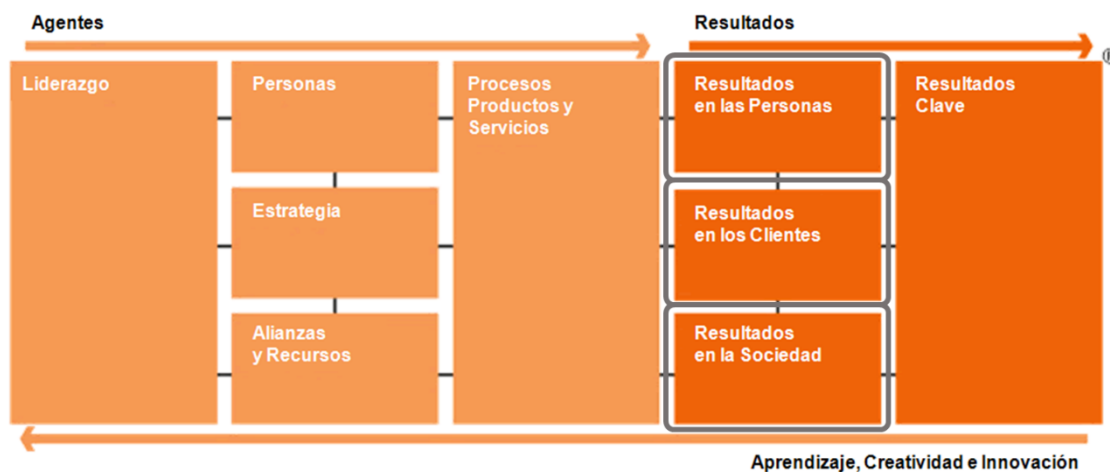 Agentes
Resultados
Liderazgo
Personas
Procesos
Productos y
Servicios
Resultados
en las Personas
Resultados
Clave
Estrategia
Resultados
en los Clientes
Alianzas
y Recursos
Resultados
en la Sociedad
Aprendizaje, Creatividad e Innovación